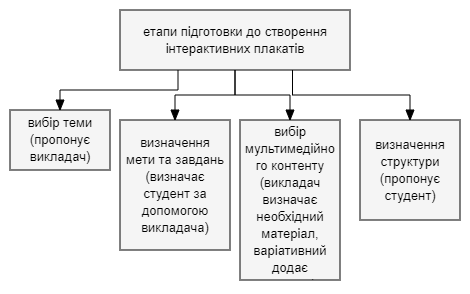 етапи підготовки до створення
інтерактивних плакатів
вибір теми
(пропонує
викладач)
визначення
мети та завдань
(визначає
студент за
допомогою
викладача)
вибір
мультимедійно
го контенту
(викладач
визначає
необхідний
матеріал,
варіативний
додає
визначення
структури
(пропонує
студент)